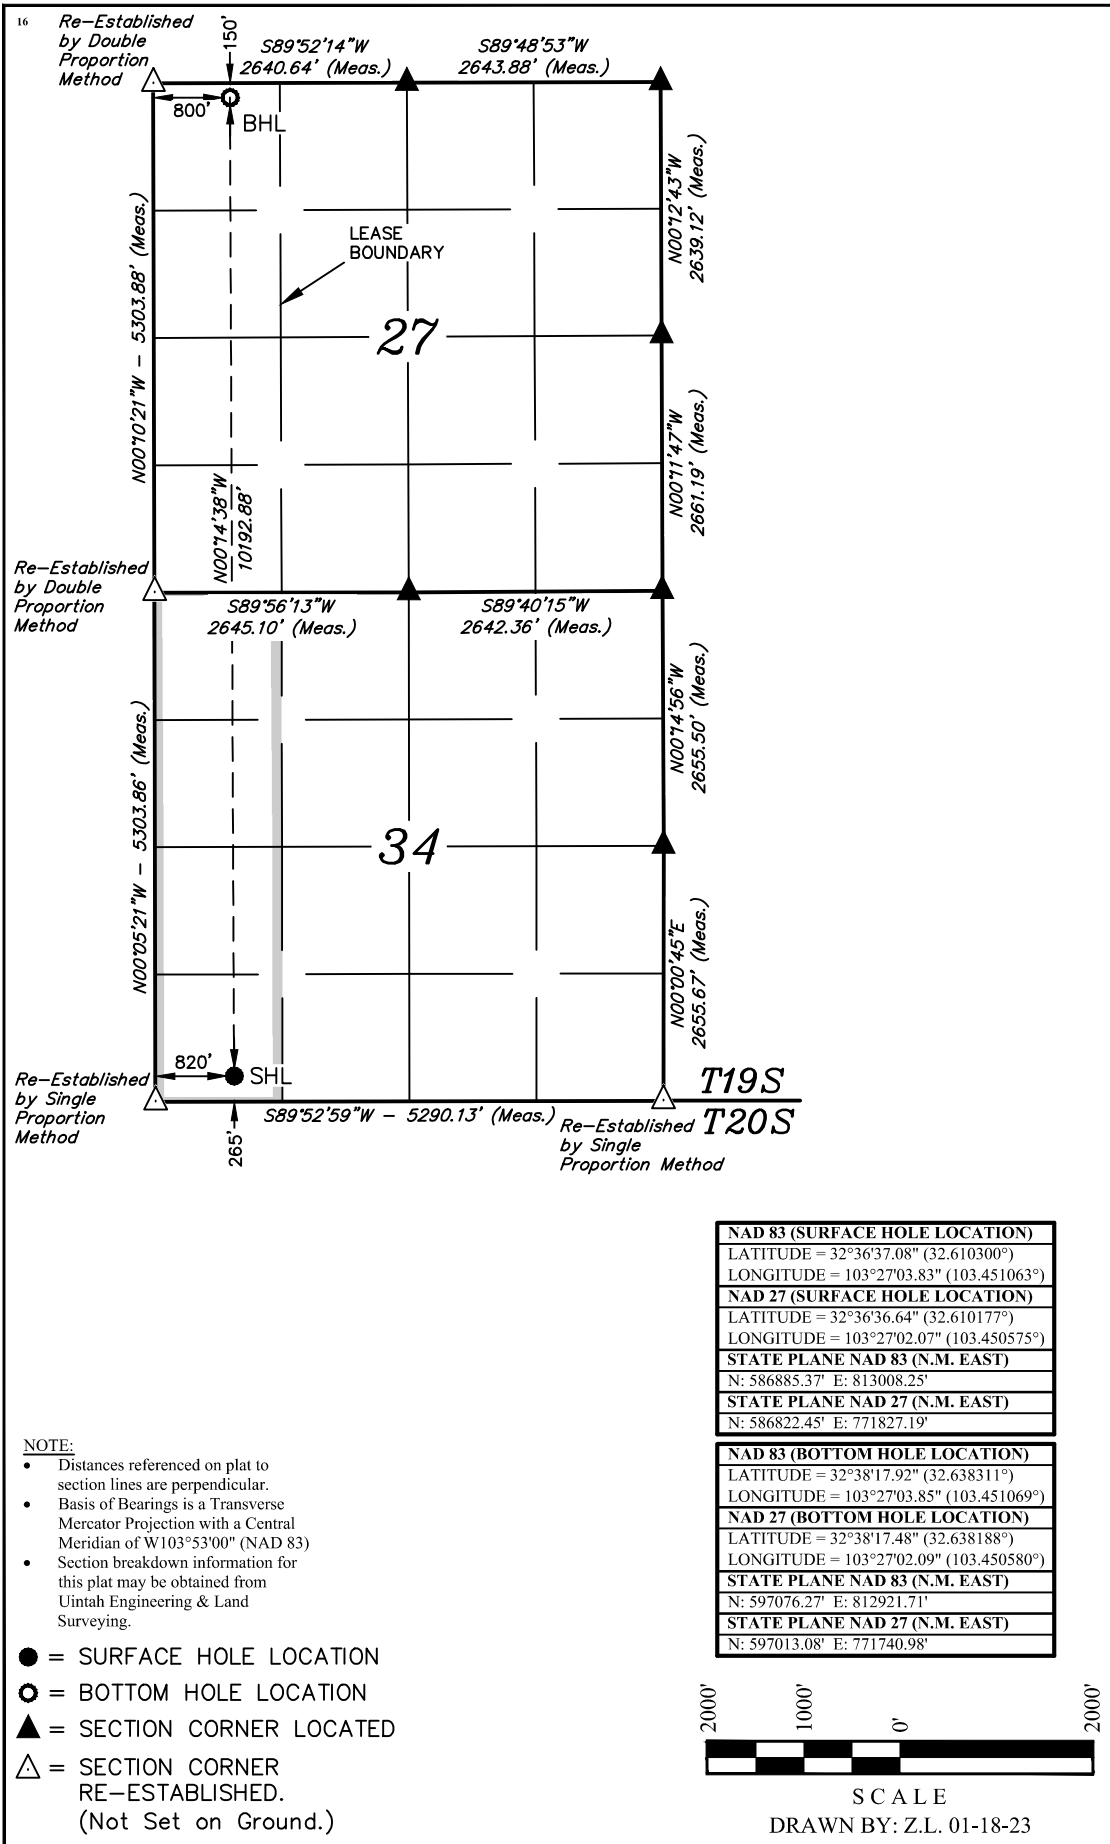 16
Re-Established
by Double
Proportion
Method
150'
S89°52'14"W
2640.64' (Meas.)
S89°48'53"W
2643.88' (Meas.)
800'
BHL
N00°12'43"W
2639.12' (Meas.)
N00°10'21"W - 5303.88' (Meas.)
LEASE
BOUNDARY
27
N00°11'47"W
2661.19' (Meas.)
N00°14'38"W
10192.88'
Re-Established
by Double
Proportion
Method
S89°56'13"W
2645.10' (Meas.)
S89°40'15"W
2642.36' (Meas.)
N00°14'56"W
2655.50' (Meas.)
N00°05'21"W - 5303.86' (Meas.)
34
N00°00'45"E
2655.67' (Meas.)
820'
SHL
Re-Established
by Single
Proportion
Method
265'
S89°52'59"W - 5290.13' (Meas.)
T19S
T20S
Re-Established
by Single
Proportion Method
NAD 83 (SURFACE HOLE LOCATION)
LATITUDE = 32°36'37.08" (32.610300°)
LONGITUDE = 103°27'03.83" (103.451063°)
NAD 27 (SURFACE HOLE LOCATION)
LATITUDE = 32°36'36.64" (32.610177°)
LONGITUDE = 103°27'02.07" (103.450575°)
STATE PLANE NAD 83 (N.M. EAST)
N: 586885.37' E: 813008.25'
STATE PLANE NAD 27 (N.M. EAST)
N: 586822.45' E: 771827.19'
NAD 83 (BOTTOM HOLE LOCATION)
LATITUDE = 32°38'17.92" (32.638311°)
LONGITUDE = 103°27'03.85" (103.451069°)
NAD 27 (BOTTOM HOLE LOCATION)
LATITUDE = 32°38'17.48" (32.638188°)
LONGITUDE = 103°27'02.09" (103.450580°)
STATE PLANE NAD 83 (N.M. EAST)
N: 597076.27' E: 812921.71'
STATE PLANE NAD 27 (N.M. EAST)
N: 597013.08' E: 771740.98'
NOTE:
• Distances referenced on plat to
section lines are perpendicular.
• Basis of Bearings is a Transverse
Mercator Projection with a Central
Meridian of W103°53'00" (NAD 83)
• Section breakdown information for
this plat may be obtained from
Uintah Engineering & Land
Surveying.
= SURFACE HOLE LOCATION
= BOTTOM HOLE LOCATION
= SECTION CORNER LOCATED
= SECTION CORNER
RE-ESTABLISHED.
(Not Set on Ground.)
2000' 1000' 0' 2000'
SCALE
DRAWN BY: Z.L. 01-18-23